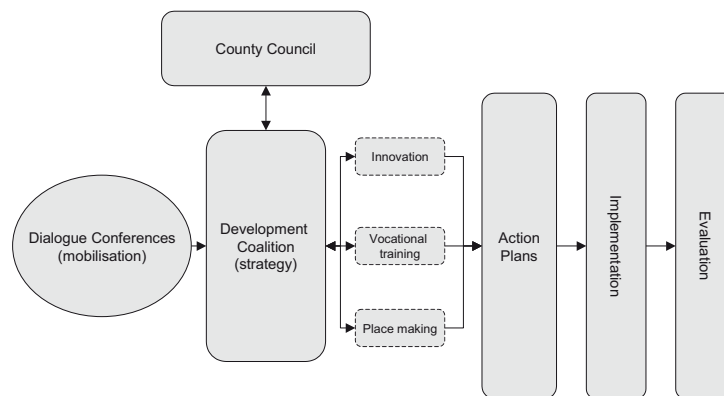 County Council
Dialogue Conferences
(mobilisation)
Development
Coalition
(strategy)
Innovation
Vocational
training
Place making
Action
Plans
Implementation
Evaluation